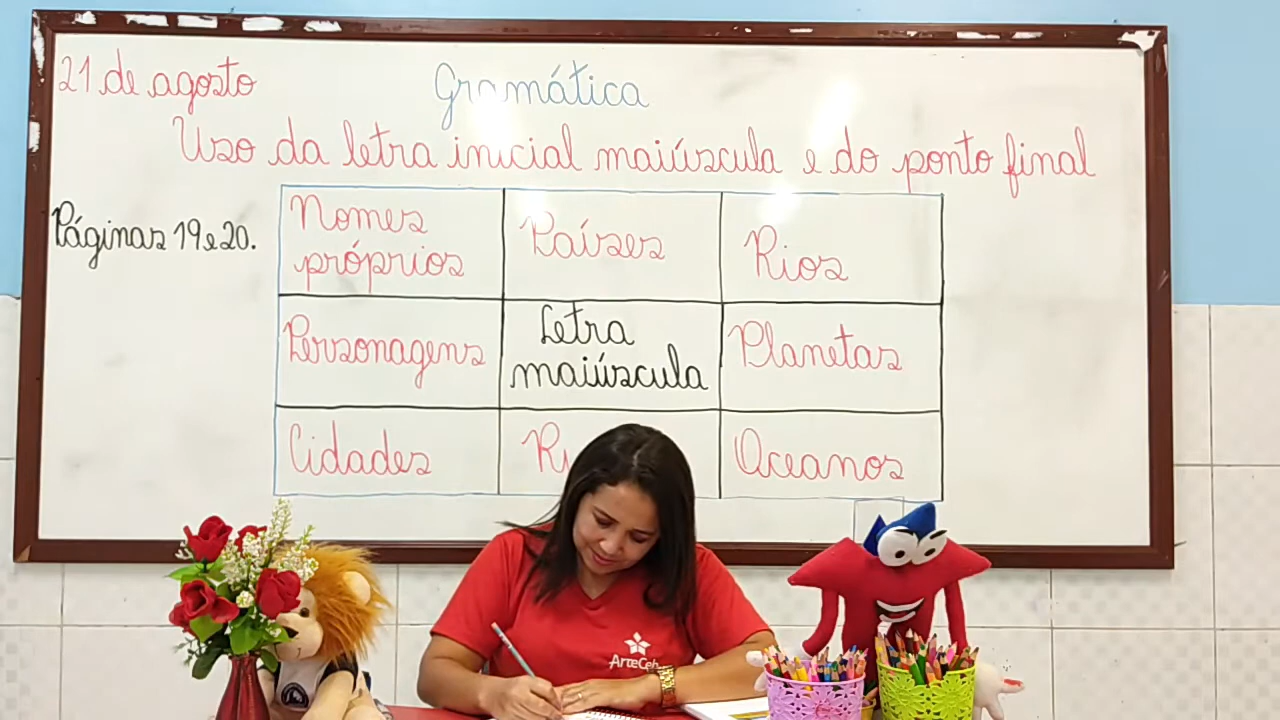 21 de agosto
Gramática
Uso da letra inicial maiúscula e do ponto final
Páginas 19 e 20.
Nomes
próprios
Países
Rios
Personagens
Letra
maiúscula
Planetas
Cidades
Oceanos